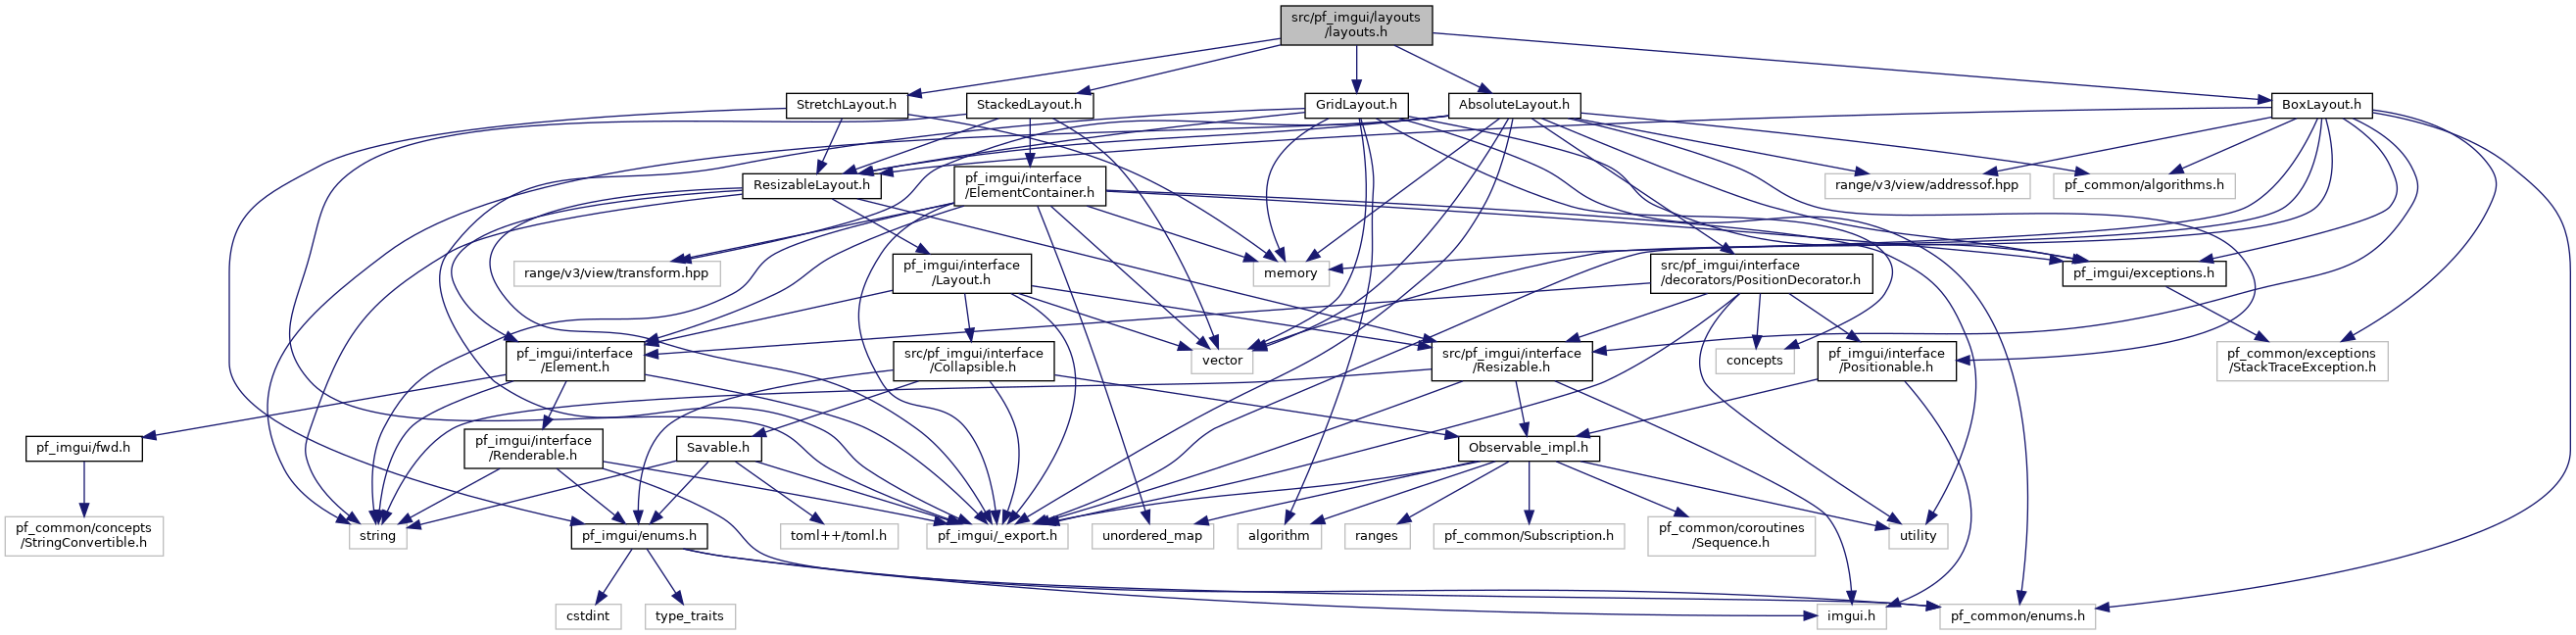 src/pf_imgui/layouts
/layouts.h
StretchLayout.h
StackedLayout.h
GridLayout.h
AbsoluteLayout.h
BoxLayout.h
ResizableLayout.h
pf_imgui/interface
/ElementContainer.h
range/v3/view/addressof.hpp
pf_common/algorithms.h
range/v3/view/transform.hpp
pf_imgui/interface
/Layout.h
memory
src/pf_imgui/interface
/decorators/PositionDecorator.h
pf_imgui/exceptions.h
pf_imgui/interface
/Element.h
src/pf_imgui/interface
/Collapsible.h
vector
src/pf_imgui/interface
/Resizable.h
concepts
pf_imgui/interface
/Positionable.h
pf_common/exceptions
/StackTraceException.h
pf_imgui/fwd.h
pf_imgui/interface
/Renderable.h
Savable.h
Observable_impl.h
pf_common/concepts
/StringConvertible.h
string
pf_imgui/enums.h
toml++/toml.h
pf_imgui/_export.h
unordered_map
algorithm
ranges
pf_common/Subscription.h
pf_common/coroutines
/Sequence.h
utility
cstdint
type_traits
imgui.h
pf_common/enums.h